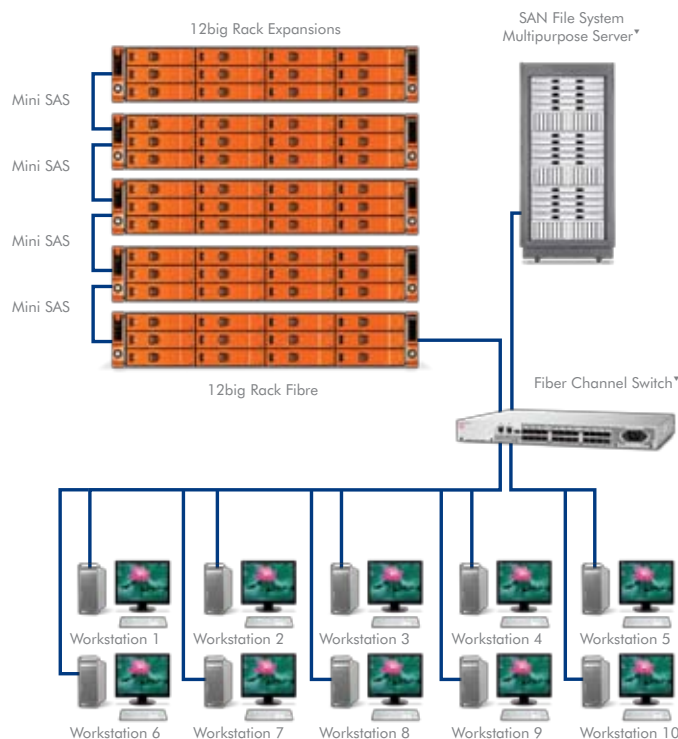 12big Rack Expansions
SAN File System
Multipurpose Server▾
Mini SAS
Mini SAS
Mini SAS
Mini SAS
12big Rack Fibre
Fiber Channel Switch▾
Workstation 1
Workstation 2
Workstation 3
Workstation 4
Workstation 5
Workstation 6
Workstation 7
Workstation 8
Workstation 9
Workstation 10